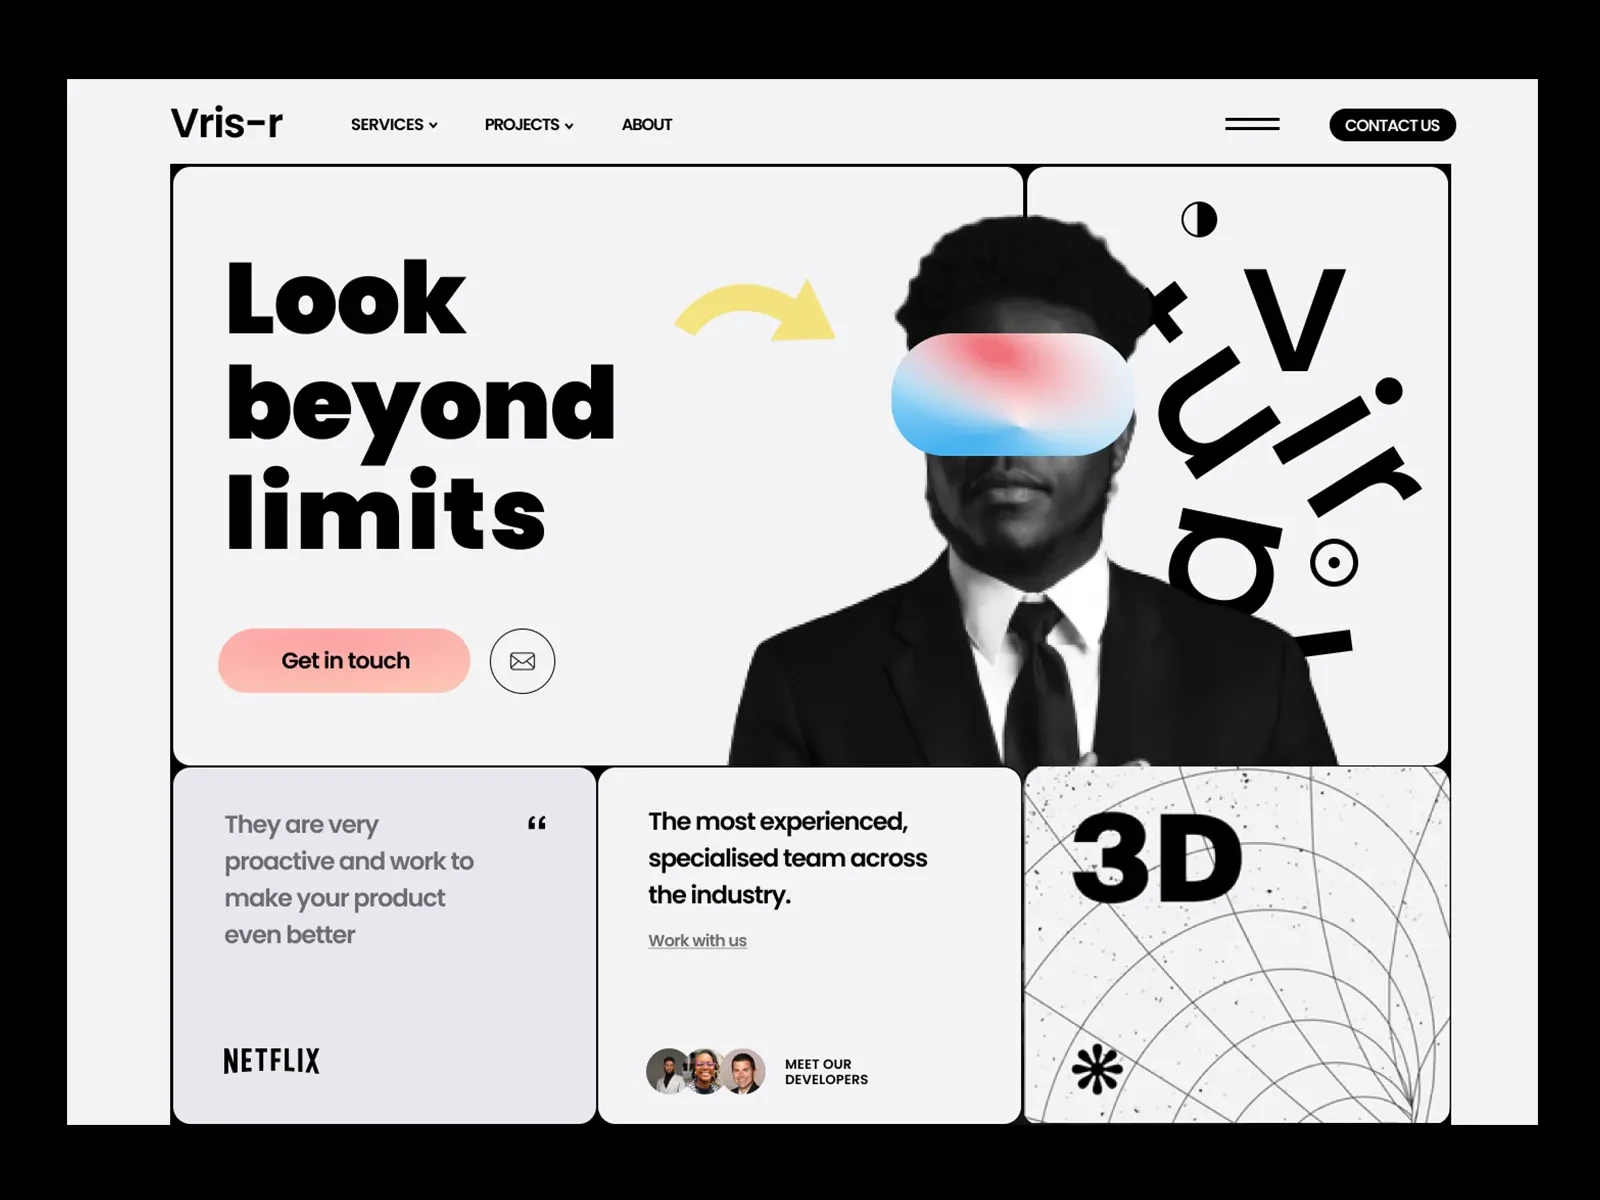 Vris-r
SERVICES
PROJECTS
ABOUT
CONTACT US
Look
beyond
limits
Get in touch
Virtual
They are very
proactive and work to
make your product
even better
“
NETFLIX
The most experienced,
specialised team across
the industry.
Work with us
MEET OUR
DEVELOPERS
3D